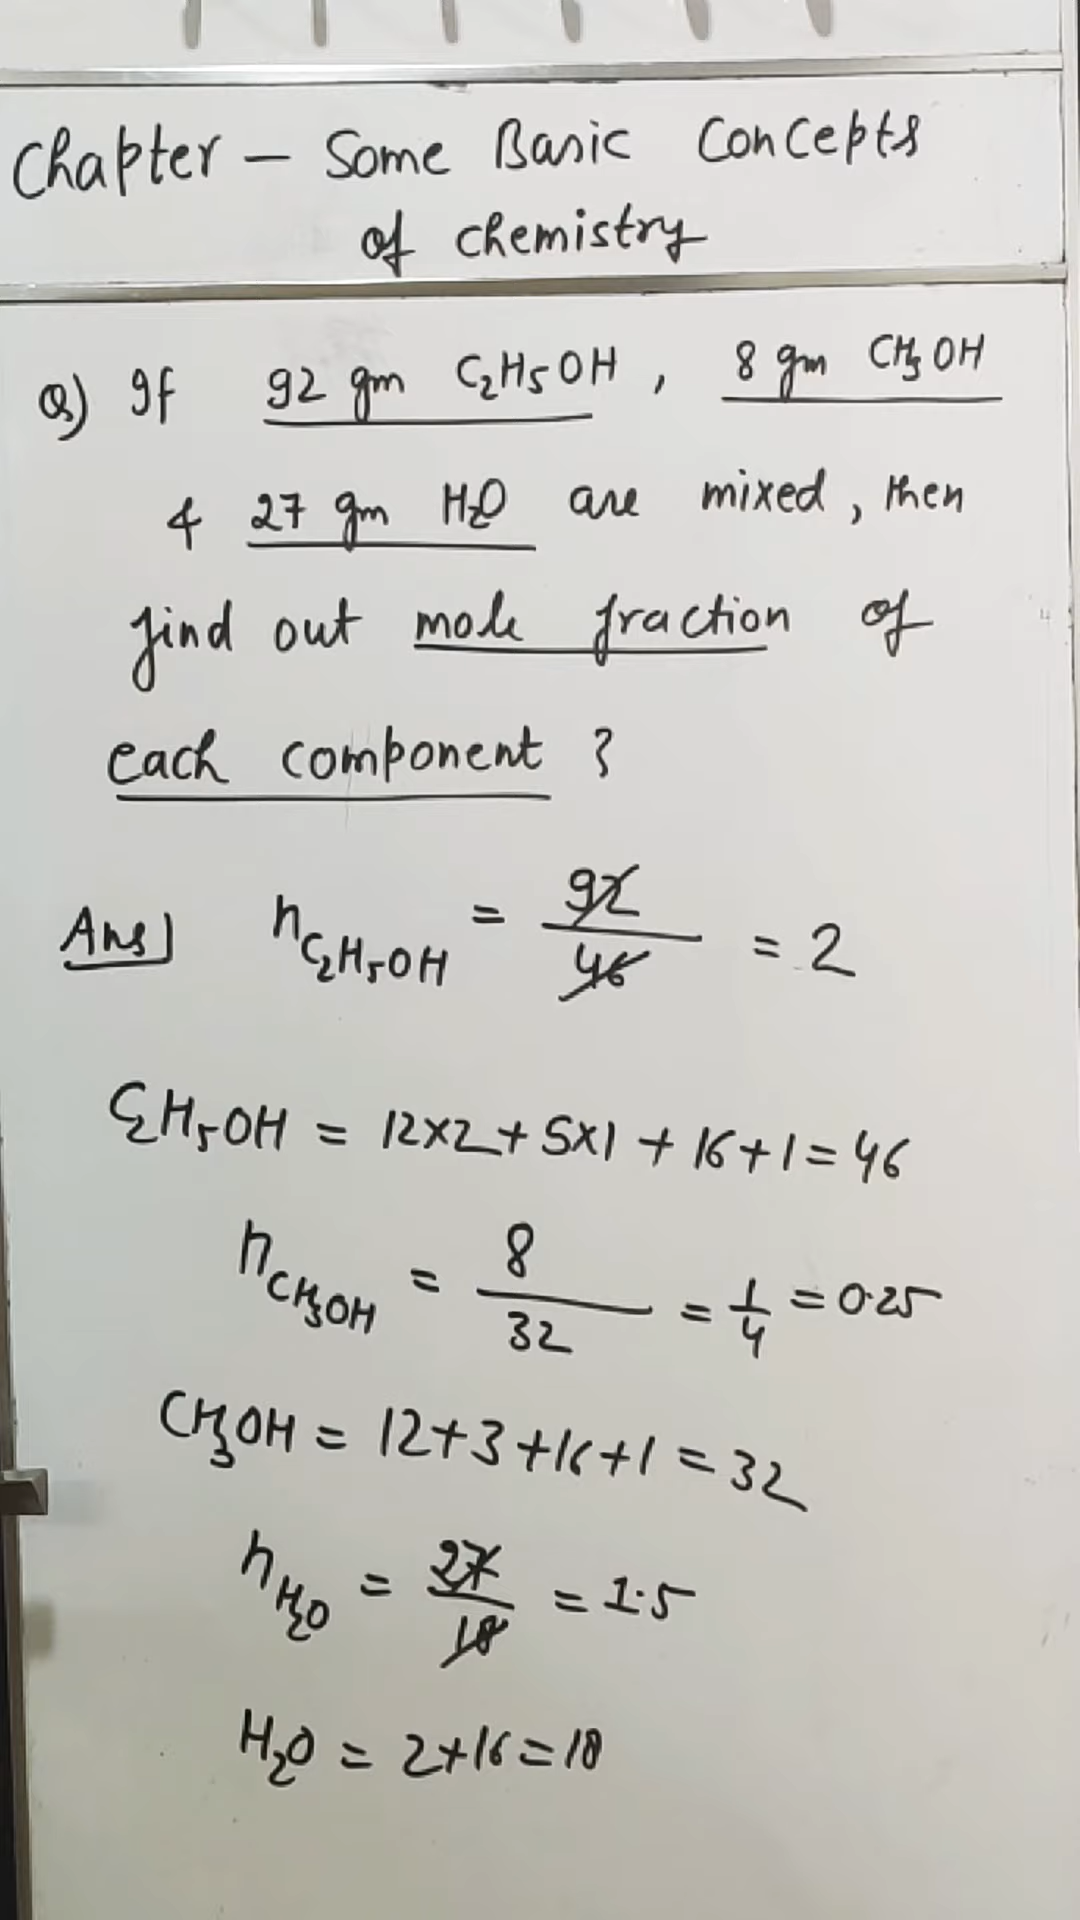 Chapter – Some Basic Concepts
of chemistry
Q) If 92 gm C₂H₅OH, 8 gm CH₃OH
& 27 gm H₂O are mixed, then
find out mole fraction of
each component ?
Ans] n C₂H₅OH = 92/46 = 2
C₂H₅OH = 12×2 + 5×1 + 16+1 = 46
n CH₃OH = 8/32 = 1/4 = 0.25
CH₃OH = 12+3+16+1 = 32
n H₂O = 27/18 = 1.5
H₂O = 2+16 = 18